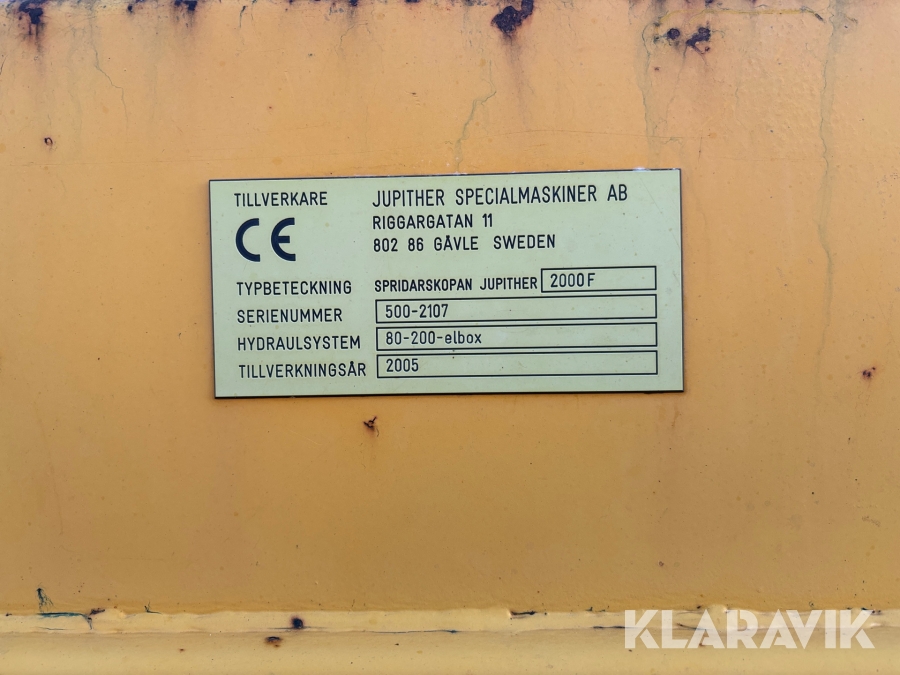 TILLVERKARE JUPITHER SPECIALMASKINER AB
CE RIGGARGATAN 11
802 86 GÄVLE SWEDEN
TYPBETECKNING SPRIDARSKOPAN JUPITHER 2000F
SERIENUMMER 500-2107
HYDRAULSYSTEM 80-200-elbox
TILLVERKNINGSÅR 2005
KLARAVIK